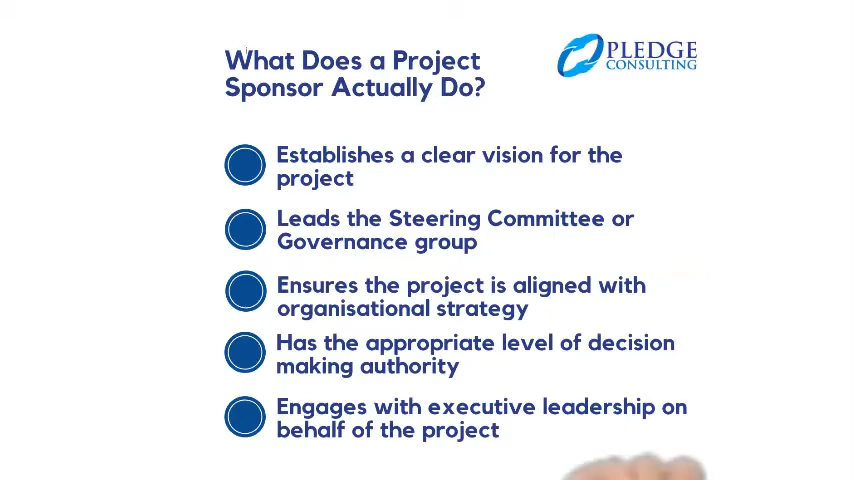 What Does a Project
Sponsor Actually Do?
PLEDGE
CONSULTING
Establishes a clear vision for the
project
Leads the Steering Committee or
Governance group
Ensures the project is aligned with
organisational strategy
Has the appropriate level of decision
making authority
Engages with executive leadership on
behalf of the project